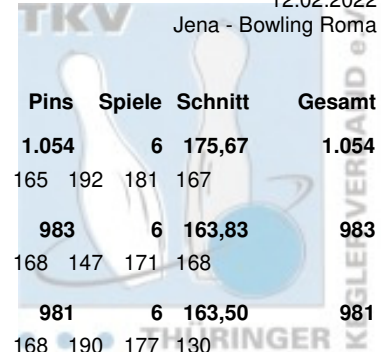 12.02.2022
TKV
Jena - Bowling Roma
Pins Spiele Schnitt Gesamt
1.054 6 175,67 1.054
165 192 181 167
983 6 163,83 983
168 147 171 168
981 6 163,50 981
168 190 177 130
THÜRINGER
KEGLERVERBAND e.V.